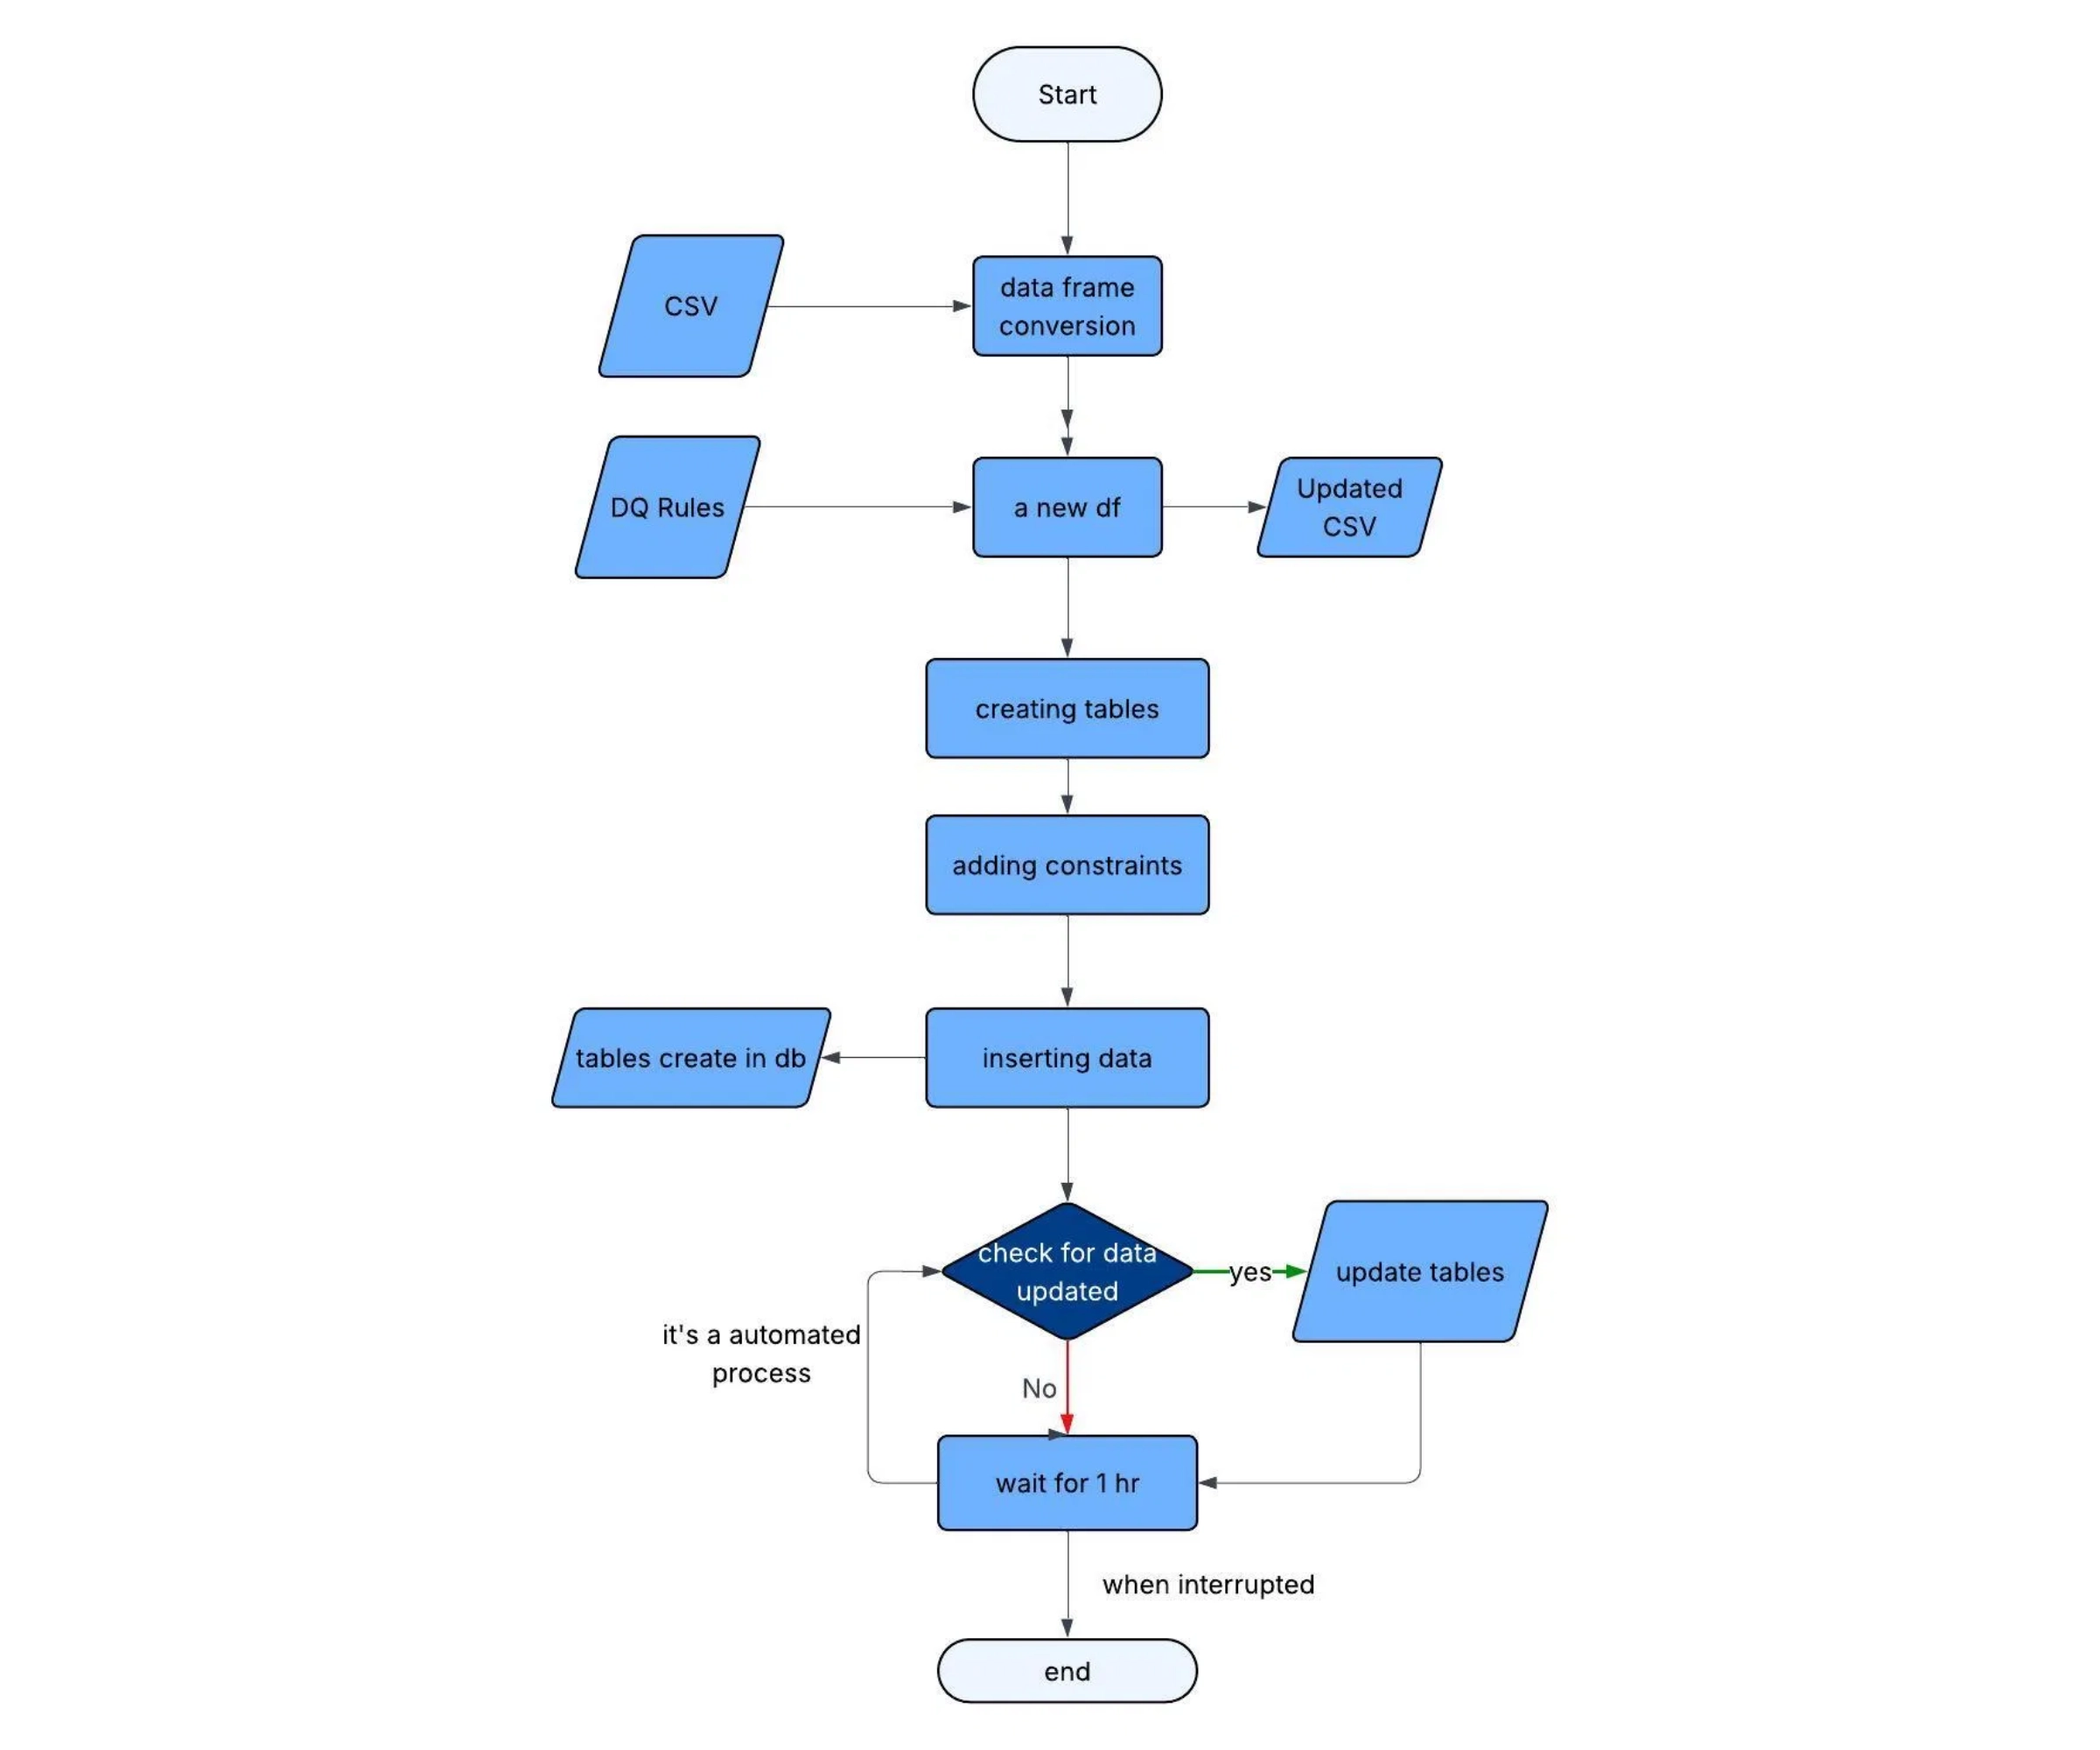 Start
CSV
data frame
conversion
DQ Rules
a new df
Updated
CSV
creating tables
adding constraints
tables create in db
inserting data
check for data
updated
yes
update tables
it's a automated
process
No
wait for 1 hr
when interrupted
end